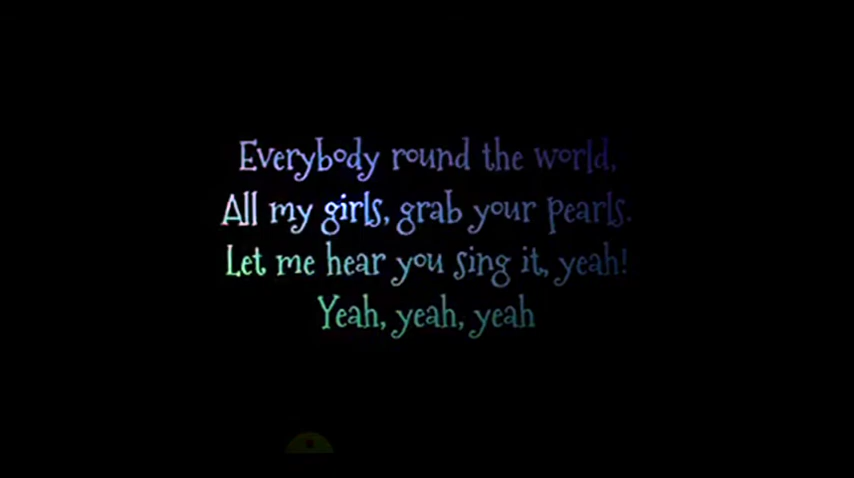 Everybody round the world,
All my girls, grab your pearls.
Let me hear you sing it, yeah!
Yeah, yeah, yeah